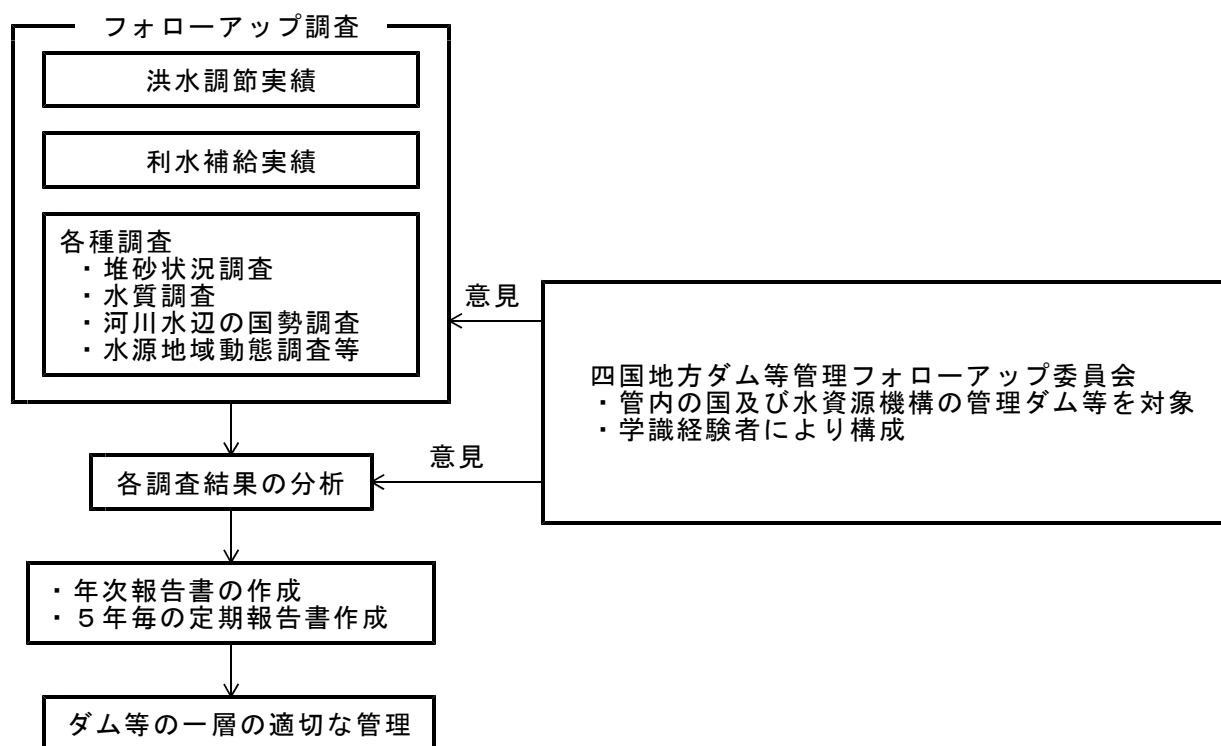 フォローアップ調査
洪水調節実績
利水補給実績
各種調査
・堆砂状況調査
・水質調査
・河川水辺の国勢調査
・水源地域動態調査等
意見
四国地方ダム等管理フォローアップ委員会
・管内の国及び水資源機構の管理ダム等を対象
・学識経験者により構成
意見
各調査結果の分析
・年次報告書の作成
・５年毎の定期報告書作成
ダム等の一層の適切な管理